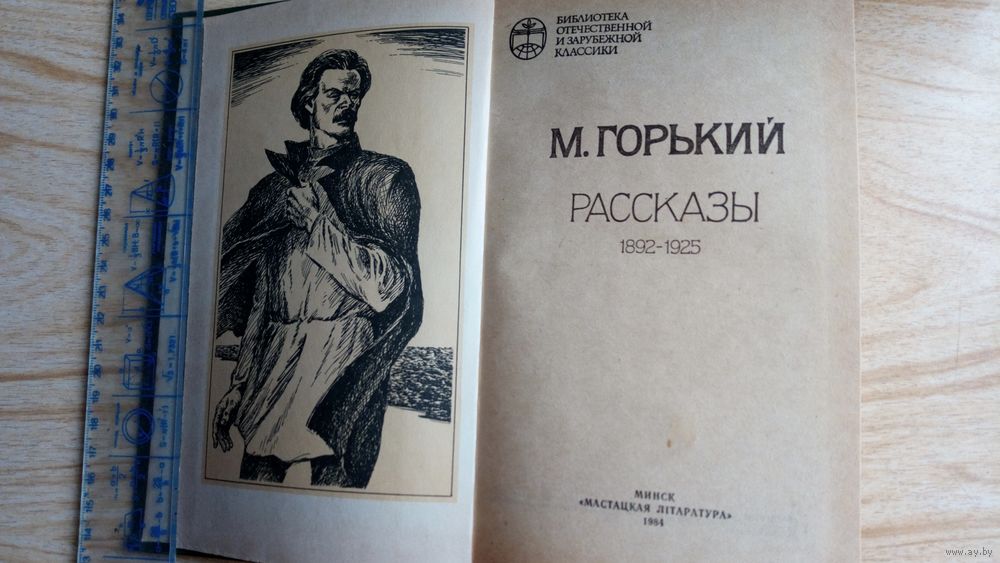 БИБЛИОТЕКА
ОТЕЧЕСТВЕННОЙ
И ЗАРУБЕЖНОЙ
КЛАССИКИ
М. ГОРЬКИЙ
РАССКАЗЫ
1892-1925
МИНСК
«МАСТАЦКАЯ ЛІТАРАТУРА»
1984
www.ay.by